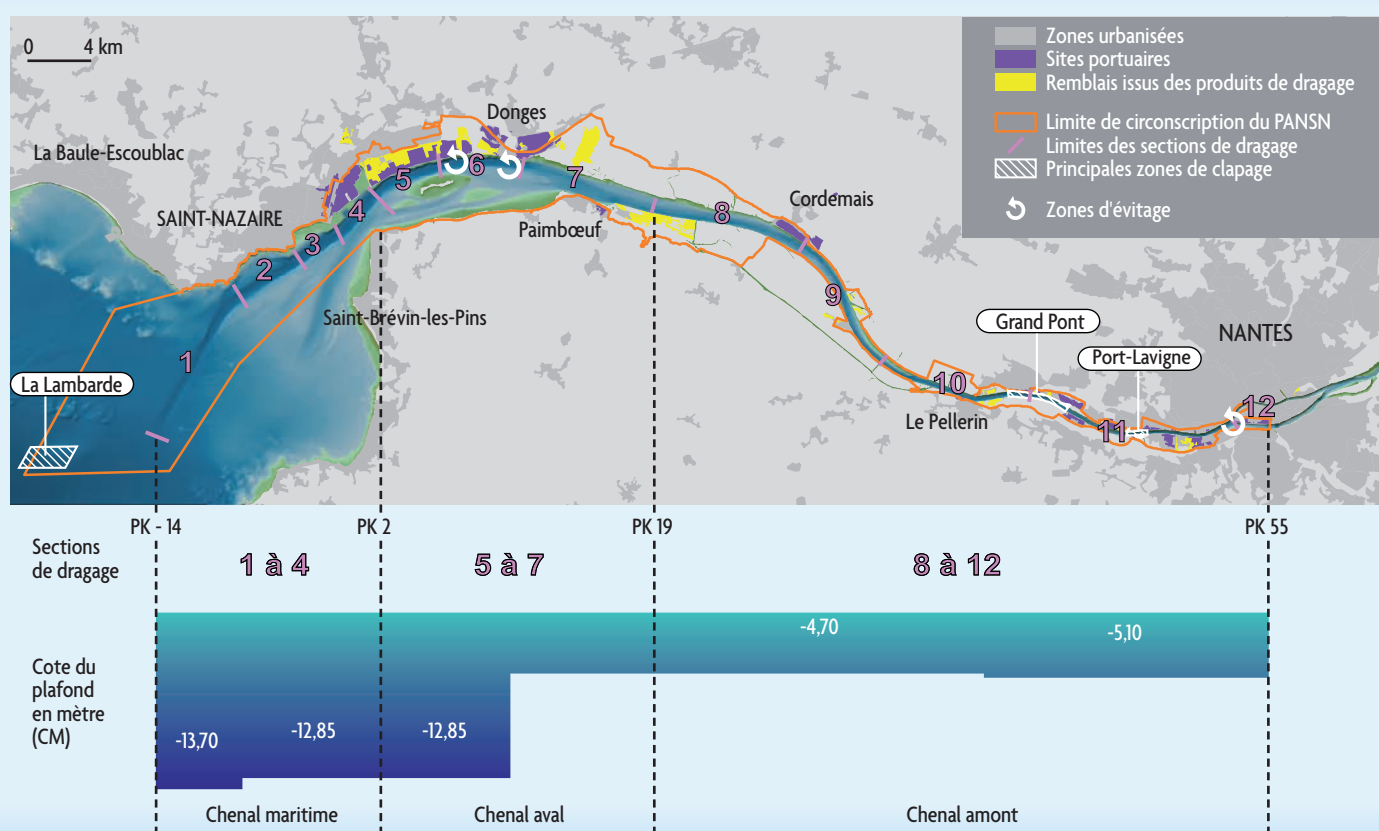 0 4 km
Zones urbanisées
Sites portuaires
Remblais issus des produits de dragage
Limite de circonscription du PANSN
Limites des sections de dragage
Principales zones de clapage
Zones d'évitage
Donges
La Baule-Escoublac
SAINT-NAZAIRE
Paimbœuf
Cordemais
Saint-Brévin-les-Pins
Grand Pont
NANTES
Port-Lavigne
La Lambarde
Le Pellerin
1
2
3
4
5
6
7
8
9
10
11
12
PK - 14
PK 2
PK 19
PK 55
Sections
de dragage
1 à 4
5 à 7
8 à 12
Cote du
plafond
en mètre
(CM)
-13,70
-12,85
-12,85
-4,70
-5,10
Chenal maritime
Chenal aval
Chenal amont